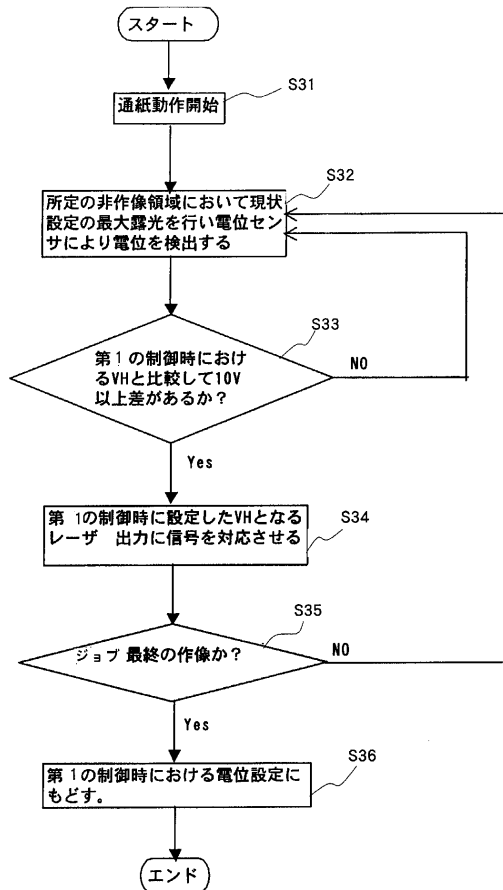 スタート
S31
通紙動作開始
S32
所定の非作像領域において現状
設定の最大露光を行い電位セン
サにより電位を検出する
S33
第1の制御時におけ
るVHと比較して10V
以上差があるか?
NO
Yes
S34
第1の制御時に設定したVHとなる
レーザ 出力に信号を対応させる
S35
ジョブ 最終の作像か?
NO
Yes
S36
第1の制御時における電位設定に
もどす。
エンド